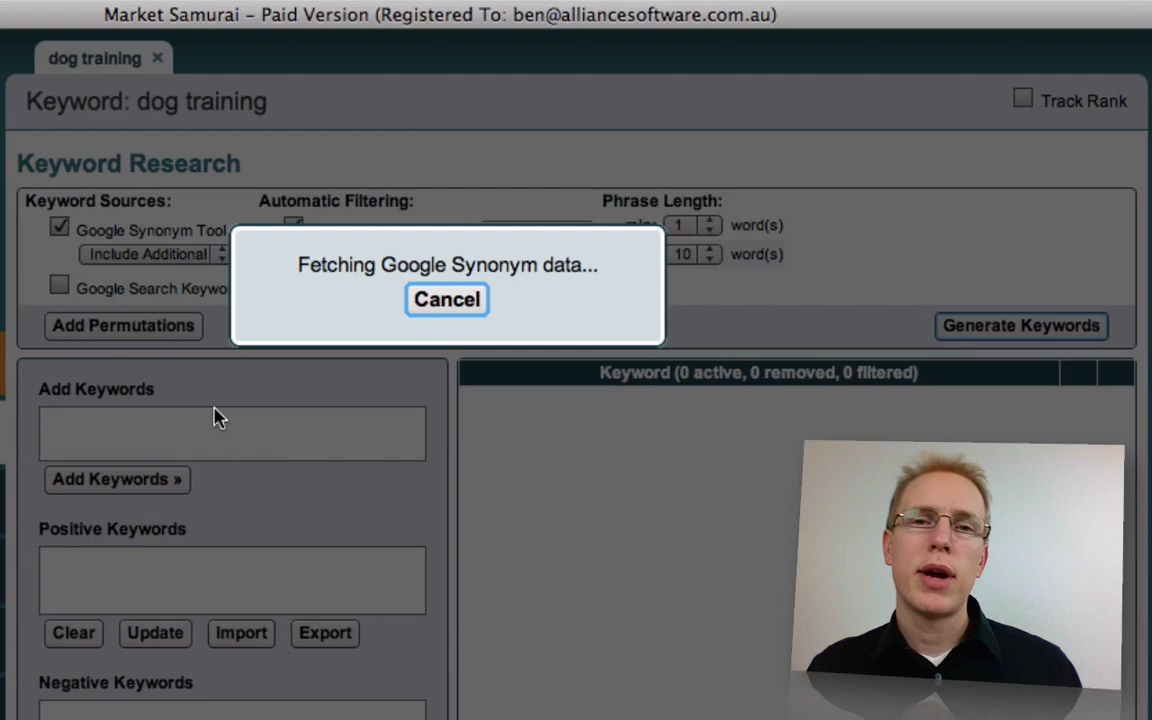 Market Samurai – Paid Version (Registered To: ben@alliancesoftware.com.au)
dog training ×
Keyword: dog training
Track Rank
Keyword Research
Keyword Sources: Automatic Filtering: Phrase Length:
Google Synonym Tool 1 word(s)
Include Additional 10 word(s)
Google Search Keywo
Fetching Google Synonym data...
Cancel
Add Permutations Generate Keywords
Add Keywords
Keyword (0 active, 0 removed, 0 filtered)
Add Keywords »
Positive Keywords
Clear Update Import Export
Negative Keywords